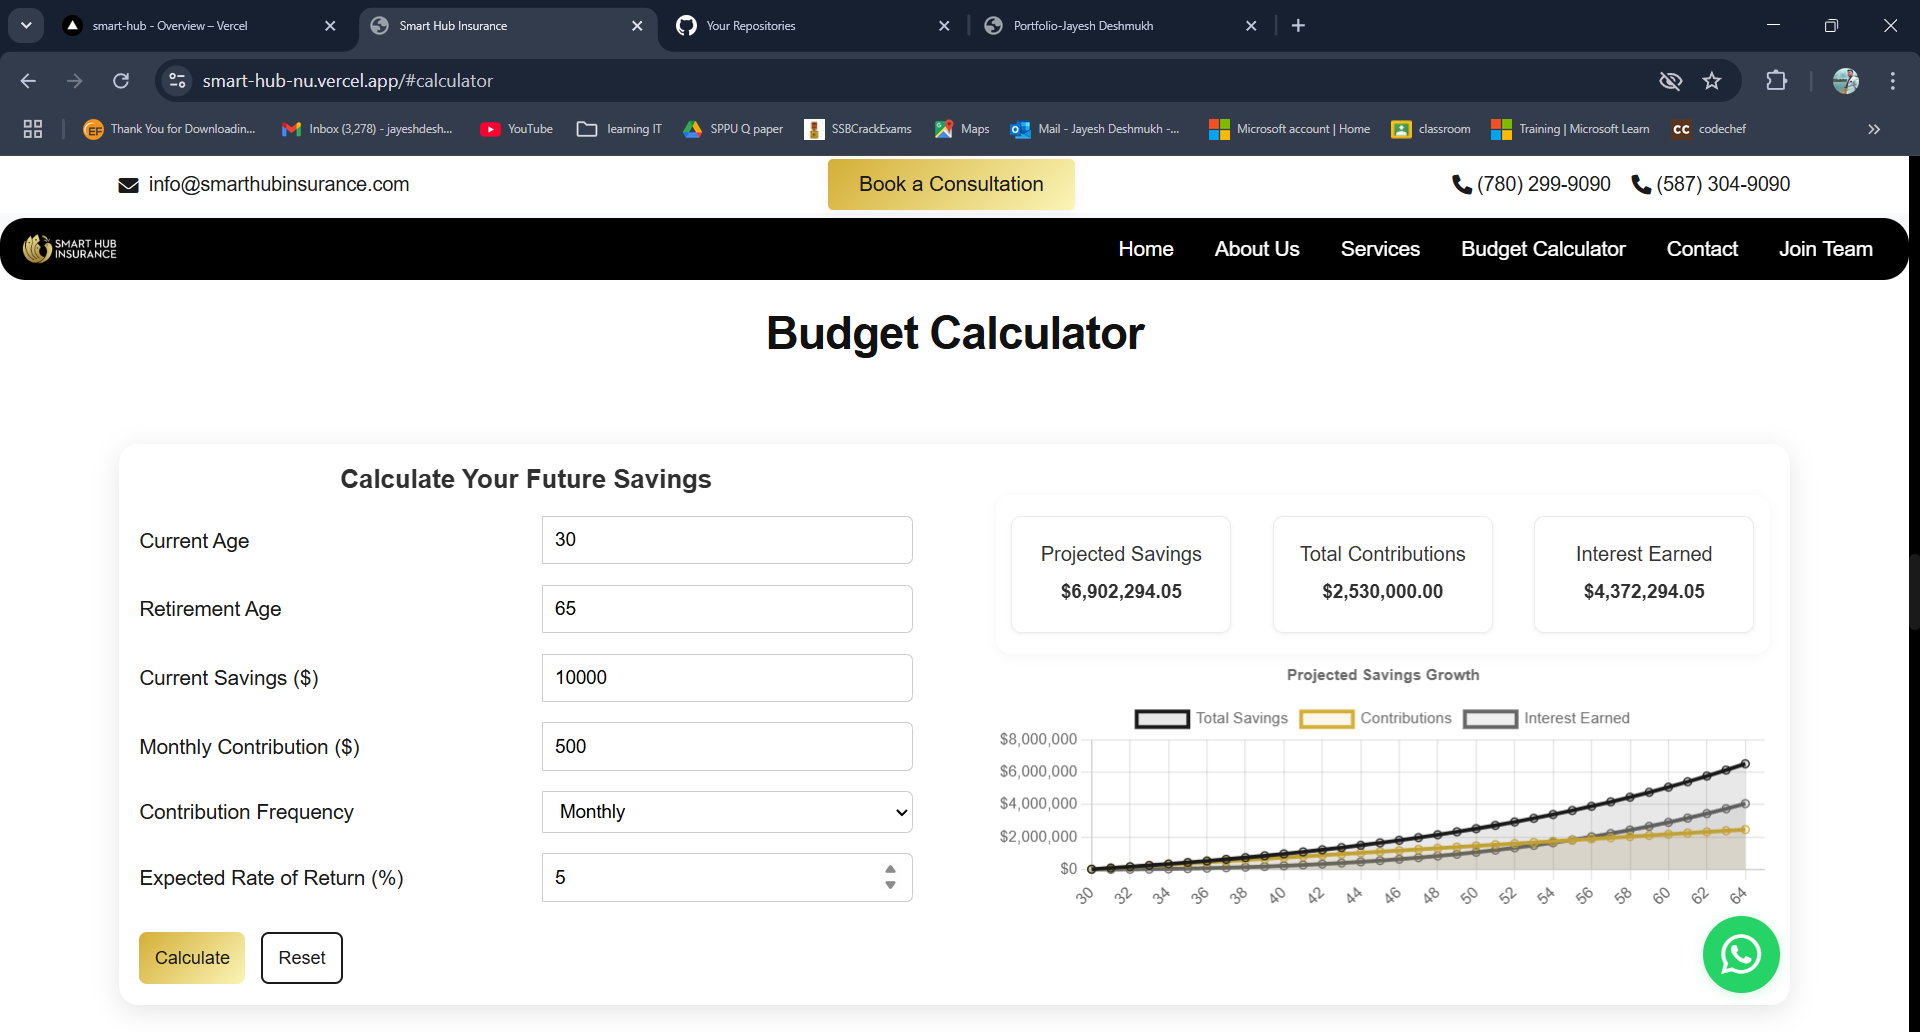 smart-hub - Overview – Vercel
Smart Hub Insurance
Your Repositories
Portfolio-Jayesh Deshmukh
smart-hub-nu.vercel.app/#calculator
EF
Thank You for Downloadin...
Inbox (3,278) - jayeshdesh...
YouTube
learning IT
SPPU Q paper
SSBCrackExams
Maps
Mail - Jayesh Deshmukh -...
Microsoft account | Home
classroom
Training | Microsoft Learn
CC
codechef
info@smarthubinsurance.com
Book a Consultation
(780) 299-9090
(587) 304-9090
SMART HUB
INSURANCE
Home
About Us
Services
Budget Calculator
Contact
Join Team
Budget Calculator
Calculate Your Future Savings
Current Age
30
Retirement Age
65
Current Savings ($)
10000
Monthly Contribution ($)
500
Contribution Frequency
Monthly
Expected Rate of Return (%)
5
Calculate
Reset
Projected Savings
$6,902,294.05
Total Contributions
$2,530,000.00
Interest Earned
$4,372,294.05
Projected Savings Growth
Total Savings
Contributions
Interest Earned
$8,000,000
$6,000,000
$4,000,000
$2,000,000
$0
30 32 34 36 38 40 42 44 46 48 50 52 54 56 58 60 62 64